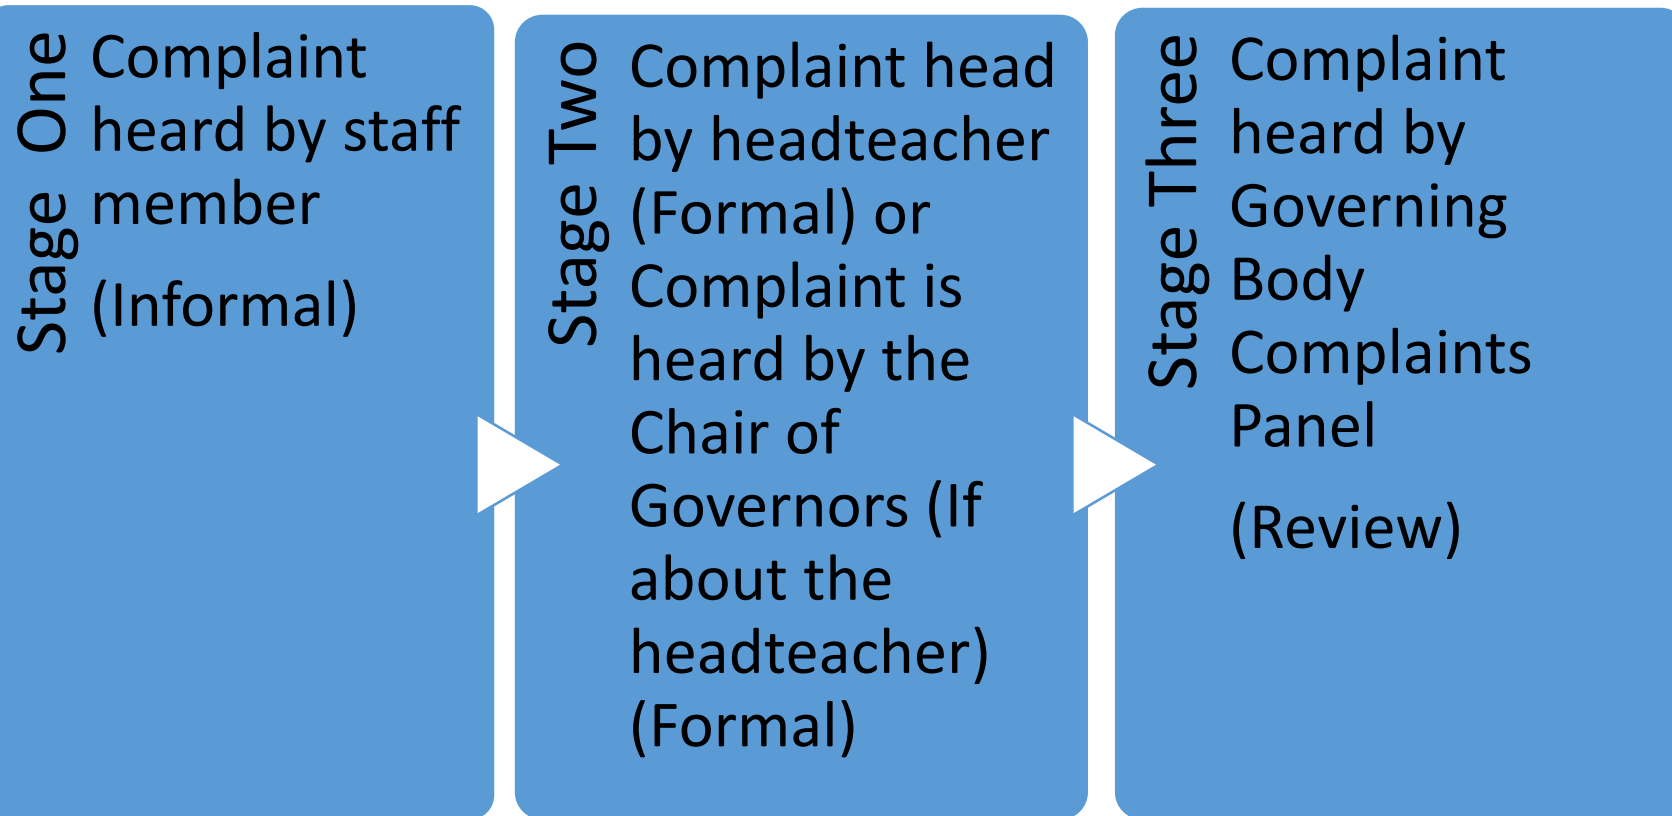 Stage One
Complaint
heard by staff
member
(Informal)
Stage Two
Complaint head
by headteacher
(Formal) or
Complaint is
heard by the
Chair of
Governors (If
about the
headteacher)
(Formal)
Stage Three
Complaint
heard by
Governing
Body
Complaints
Panel
(Review)